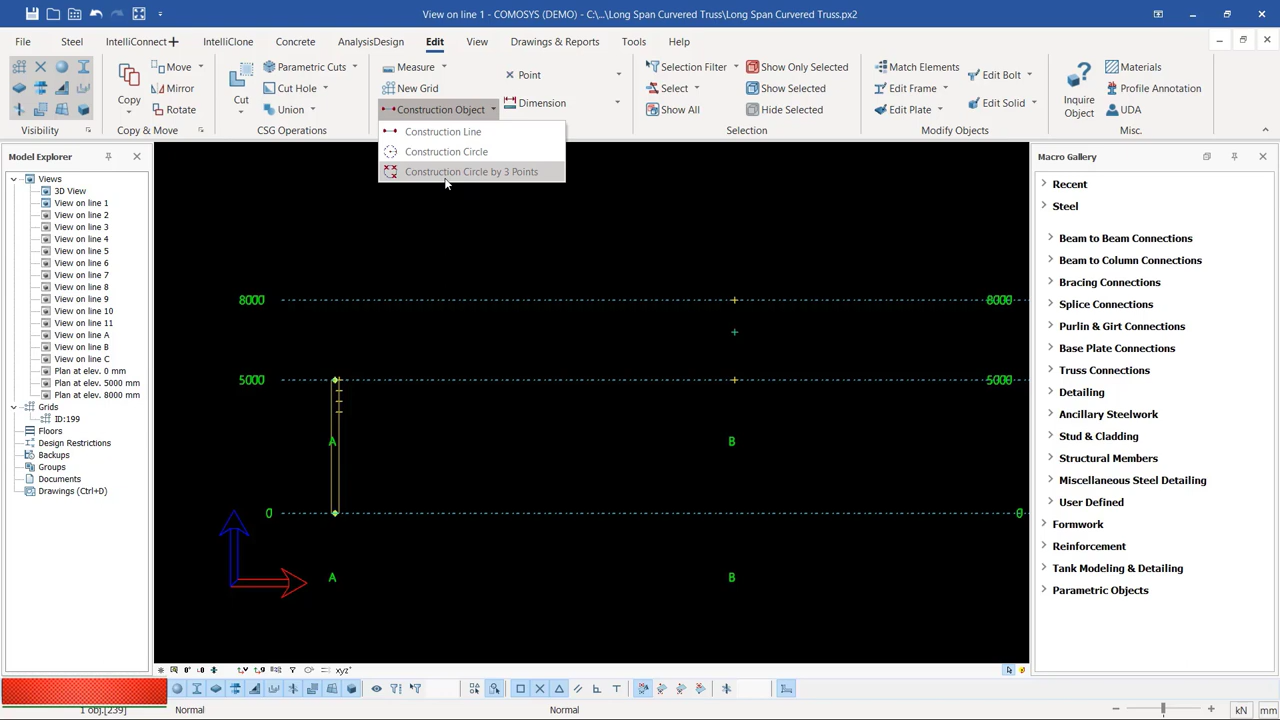 View on line 1 - COMOSYS (DEMO) - C:\...\Long Span Curvered Truss\Long Span Curvered Truss.px2
File
Steel
IntelliConnect
IntelliClone
Concrete
AnalysisDesign
Edit
View
Drawings & Reports
Tools
Help
Visibility
Copy
Move
Mirror
Rotate
Copy & Move
Cut
Parametric Cuts
Cut Hole
Union
CSG Operations
Measure
New Grid
Construction Object
Point
Dimension
Construction Line
Construction Circle
Construction Circle by 3 Points
Selection Filter
Select
Show All
Show Only Selected
Show Selected
Hide Selected
Selection
Match Elements
Edit Frame
Edit Plate
Edit Bolt
Edit Solid
Modify Objects
Inquire Object
Materials
Profile Annotation
UDA
Misc.
Model Explorer
Views
3D View
View on line 1
View on line 2
View on line 3
View on line 4
View on line 5
View on line 6
View on line 7
View on line 8
View on line 9
View on line 10
View on line 11
View on line A
View on line B
View on line C
Plan at elev. 0 mm
Plan at elev. 5000 mm
Plan at elev. 8000 mm
Grids
ID:199
Floors
Design Restrictions
Backups
Groups
Documents
Drawings (Ctrl+D)
8000
8000
5000
5000
A
B
0
0
A
B
Macro Gallery
Recent
Steel
Beam to Beam Connections
Beam to Column Connections
Bracing Connections
Splice Connections
Purlin & Girt Connections
Base Plate Connections
Truss Connections
Detailing
Ancillary Steelwork
Stud & Cladding
Structural Members
Miscellaneous Steel Detailing
User Defined
Formwork
Reinforcement
Tank Modeling & Detailing
Parametric Objects
xyz
1 obj.[239]
Normal
Normal
kN
mm